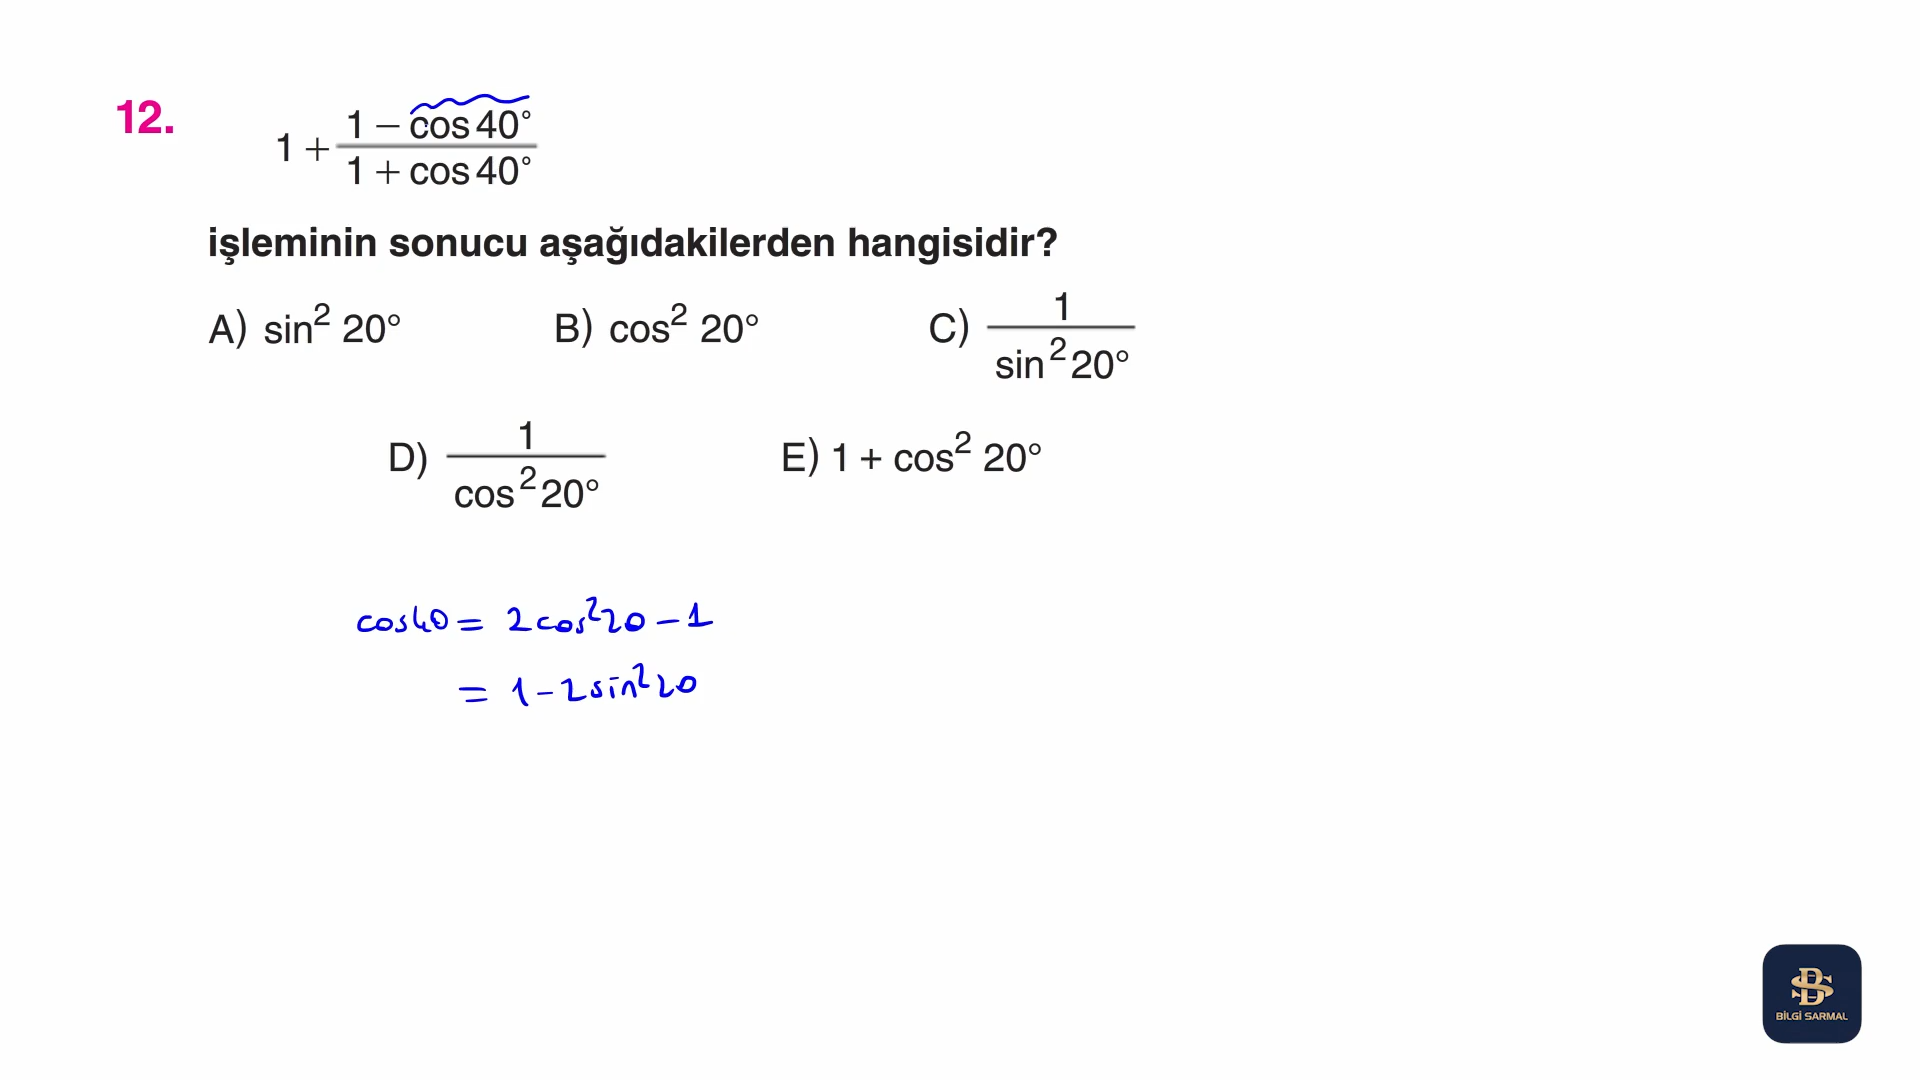 12.
1 + (1 − cos 40°)/(1 + cos 40°)
işleminin sonucu aşağıdakilerden hangisidir?
A) sin² 20° B) cos² 20° C) 1/(sin² 20°)
D) 1/(cos² 20°) E) 1 + cos² 20°
cos40 = 2cos²20 − 1
= 1 − 2sin²20
BİLGİ SARMAL